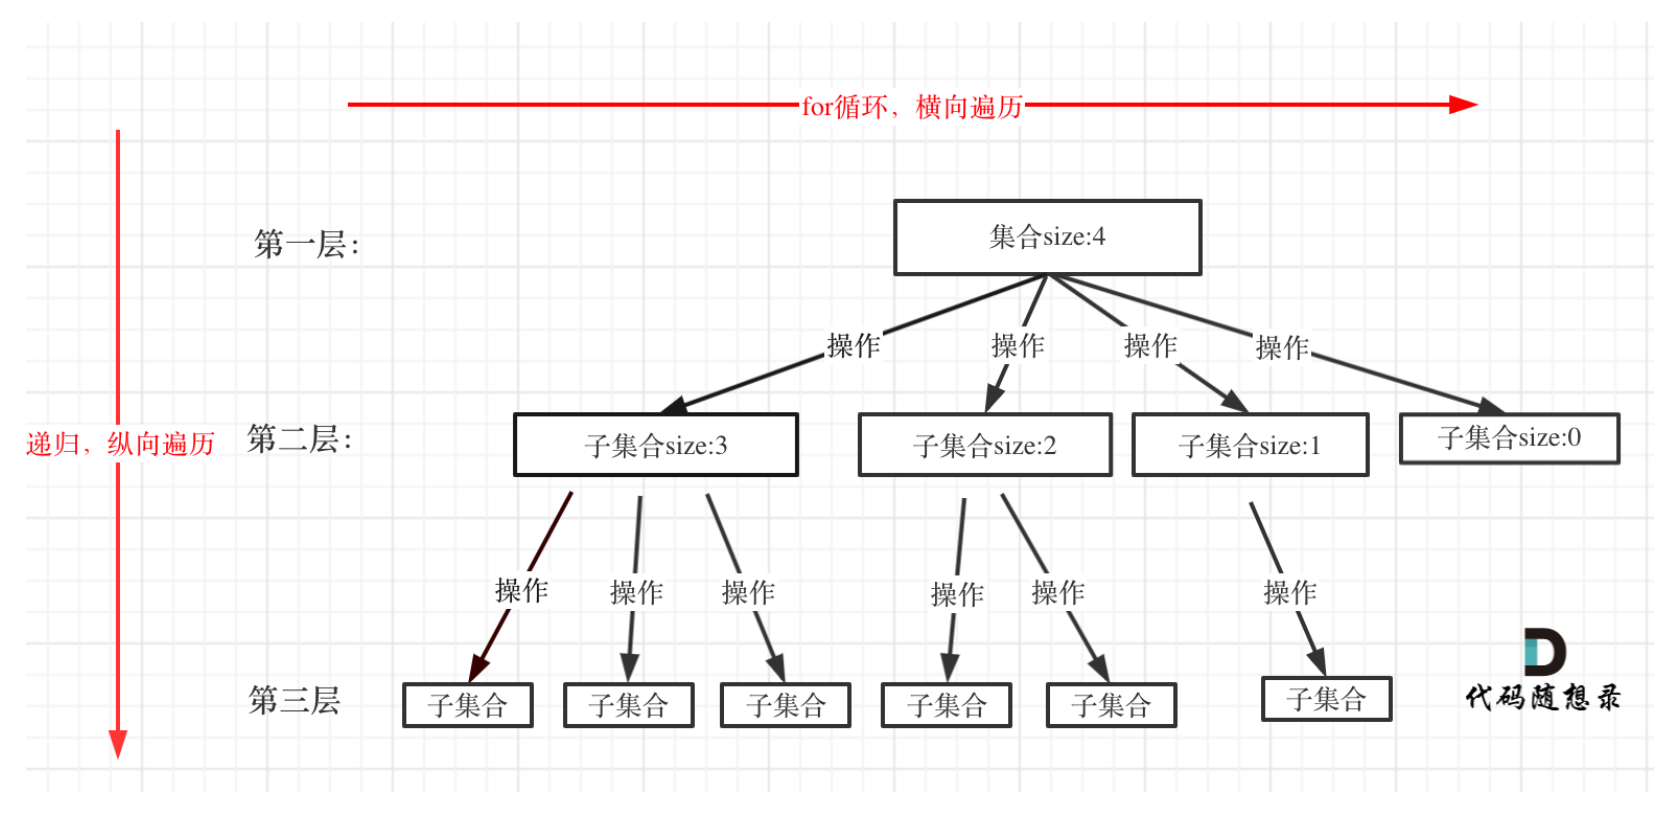 for循环，横向遍历
第一层：
集合size:4
操作
操作
操作
操作
递归，纵向遍历
第二层：
子集合size:3
子集合size:2
子集合size:1
子集合size:0
操作
操作
操作
操作
操作
操作
第三层
子集合
子集合
子集合
子集合
子集合
子集合
代码随想录